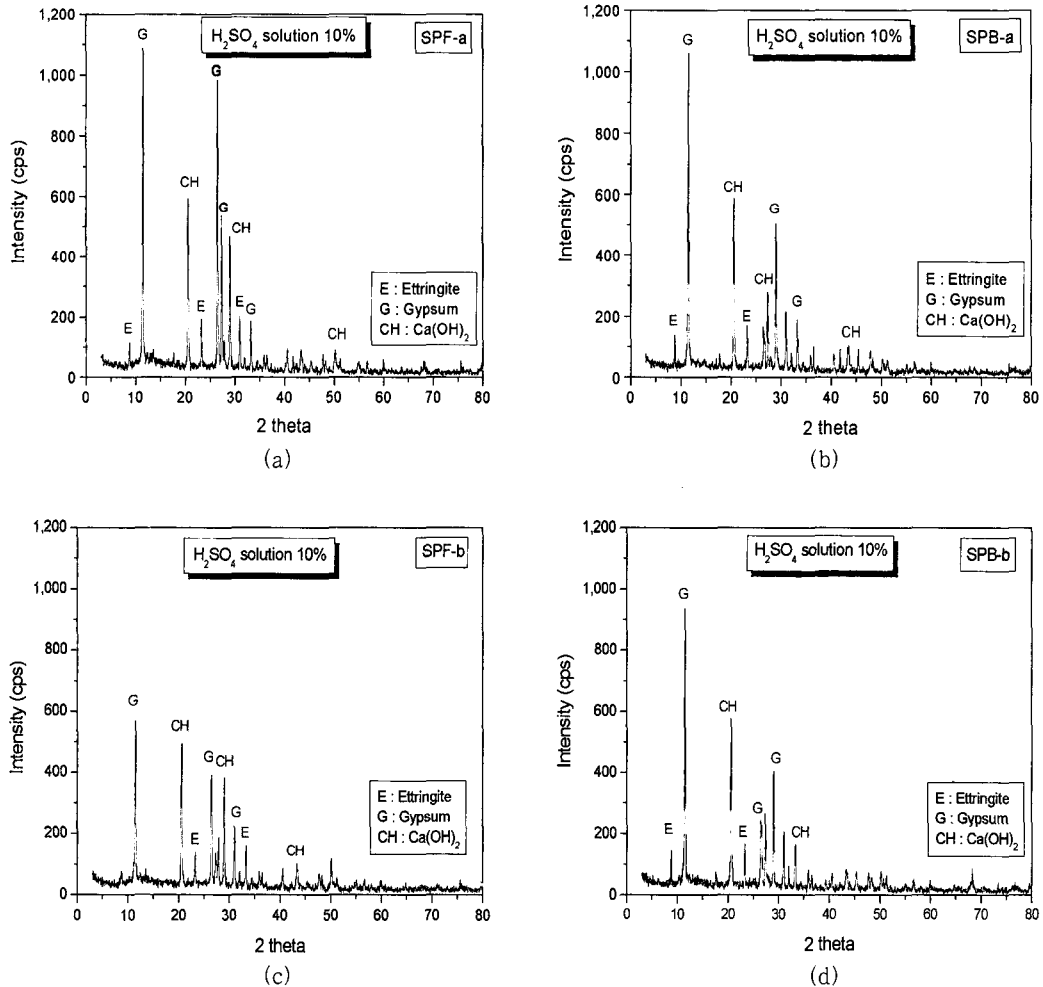 1,200
1,000
800
600
400
200
0
Intensity (cps)
H₂SO₄ solution 10%
SPF-a
G
G
CH
G
CH
E
E
E
G
CH
E : Ettringite
G : Gypsum
CH : Ca(OH)₂
0 10 20 30 40 50 60 70 80
2 theta
(a)
1,200
1,000
800
600
400
200
0
Intensity (cps)
H₂SO₄ solution 10%
SPB-a
G
CH
G
CH
E
E
G
CH
E : Ettringite
G : Gypsum
CH : Ca(OH)₂
0 10 20 30 40 50 60 70 80
2 theta
(b)
1,200
1,000
800
600
400
200
0
Intensity (cps)
H₂SO₄ solution 10%
SPF-b
G
CH
G
CH
E
G
E
CH
E : Ettringite
G : Gypsum
CH : Ca(OH)₂
0 10 20 30 40 50 60 70 80
2 theta
(c)
1,200
1,000
800
600
400
200
0
Intensity (cps)
H₂SO₄ solution 10%
SPB-b
G
CH
G
G
E
E
CH
E : Ettringite
G : Gypsum
CH : Ca(OH)₂
0 10 20 30 40 50 60 70 80
2 theta
(d)